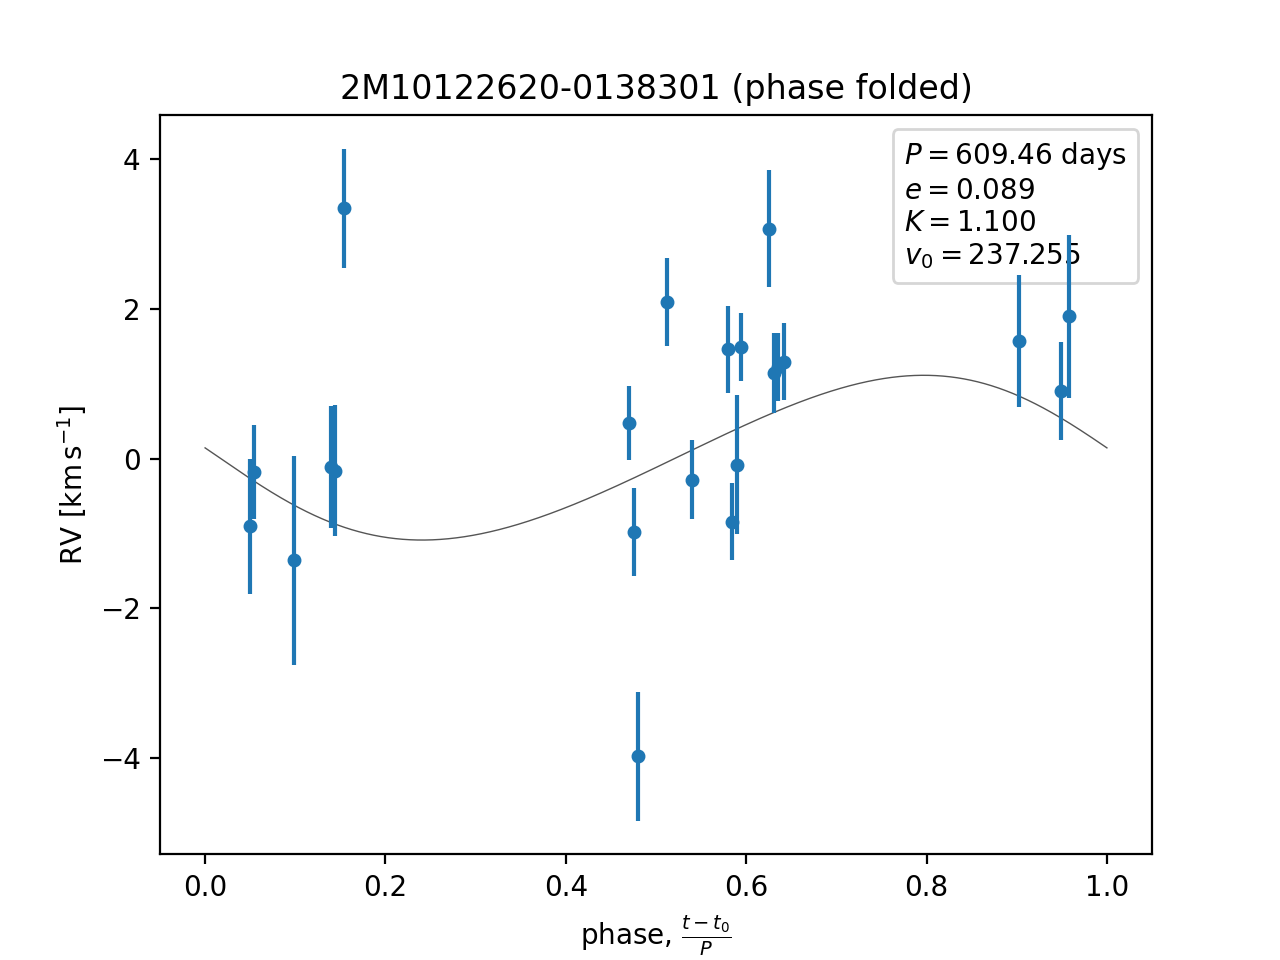 2M10122620-0138301 (phase folded)
P = 609.46 days
e = 0.089
K = 1.100
v₀ = 237.255
4
2
0
−2
−4
RV [km s⁻¹]
0.0 0.2 0.4 0.6 0.8 1.0
phase, (t − t₀)/P